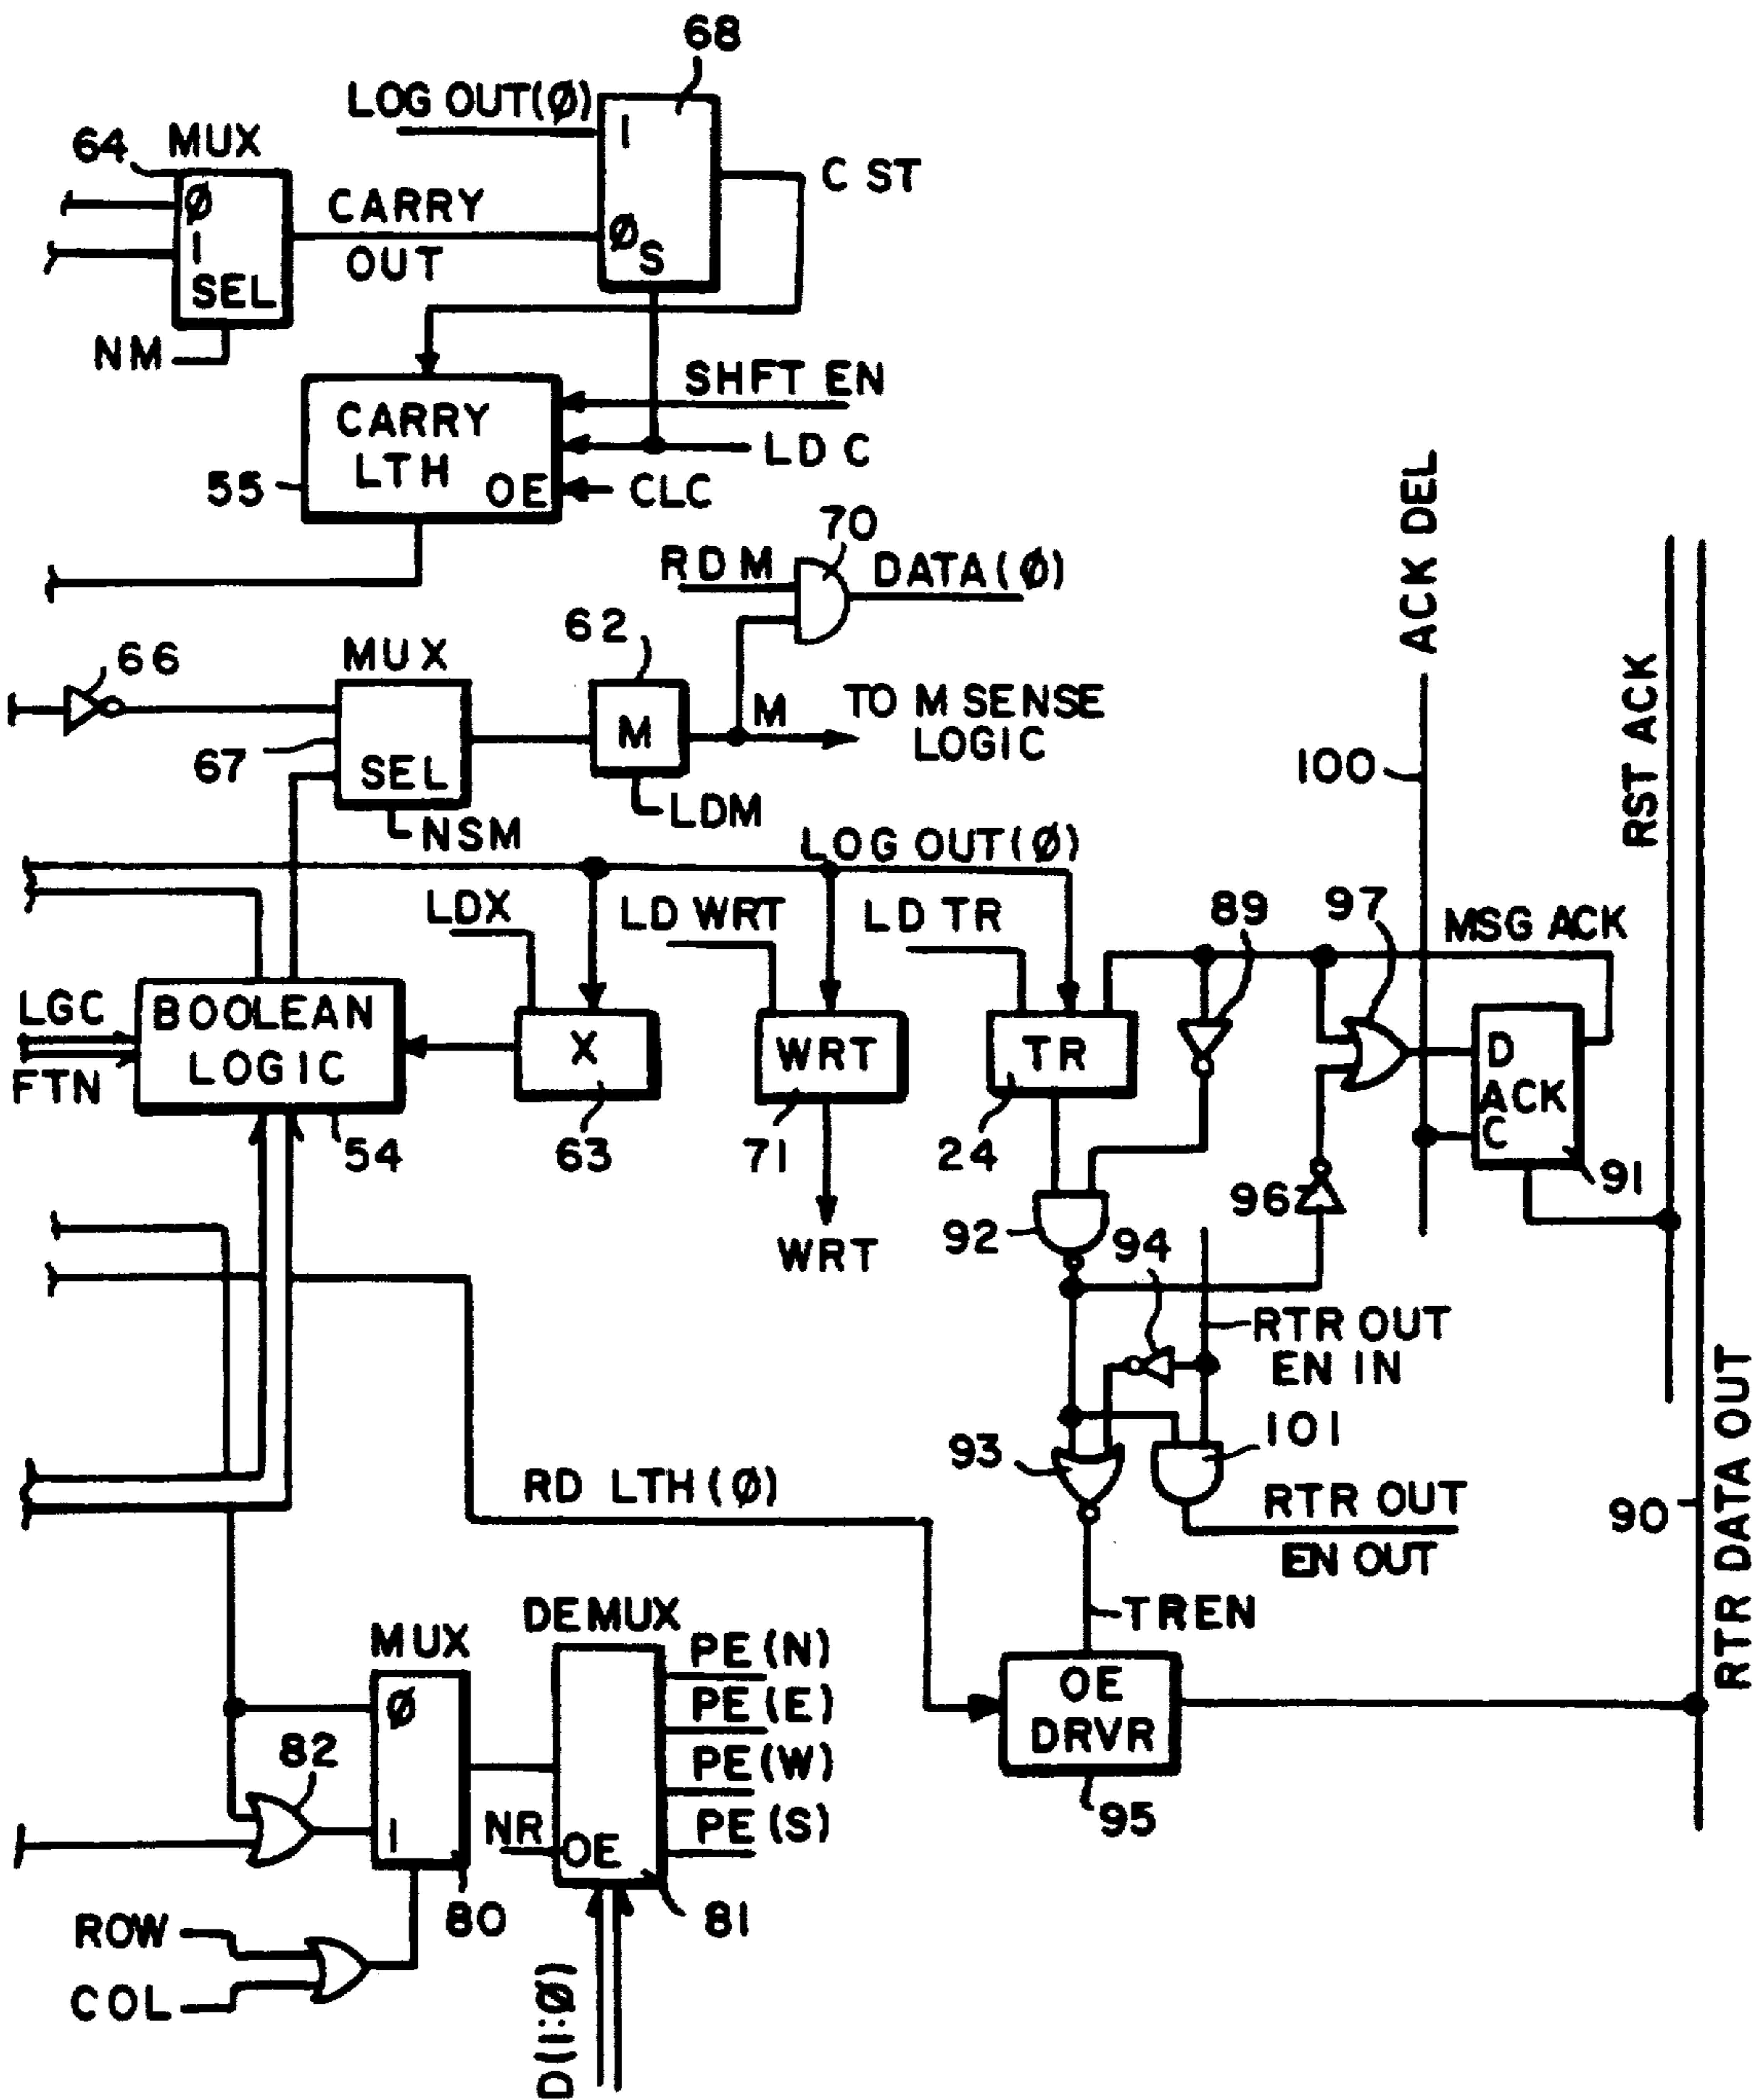 68
LOG OUT(Ø)
I
64 MUX
C ST
Ø
CARRY
Ø
I
OUT
S
SEL
NM
SHFT EN
CARRY
LTH
LD C
55
OE
CLC
70
RDM
DATA(Ø)
ACK DEL
62
66
MUX
RST ACK
M
M
TO M SENSE
LOGIC
67
SEL
100
LDM
NSM
LOG OUT(Ø)
LDX
LD WRT
LD TR
89
97
MSG ACK
LGC
BOOLEAN
LOGIC
FTN
X
WRT
TR
D
ACK
C
54
63
71
24
96
91
92
94
WRT
RTR OUT
EN IN
101
93
RD LTH(Ø)
RTR OUT
EN OUT
90
RTR DATA OUT
TREN
DEMUX
MUX
PE(N)
Ø
PE(E)
OE
DRVR
82
PE(W)
95
I
NR
OE
PE(S)
80
81
ROW
COL
D(I:Ø)